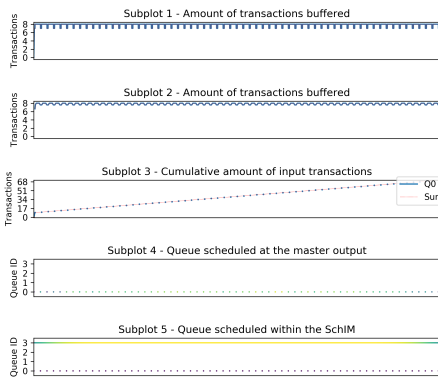 Subplot 1 - Amount of transactions buffered
Transactions
8
6
4
2
0
Subplot 2 - Amount of transactions buffered
Transactions
8
6
4
2
0
Subplot 3 - Cumulative amount of input transactions
Transactions
68
51
34
17
0
Q0
Sur
Subplot 4 - Queue scheduled at the master output
Queue ID
3
2
1
0
Subplot 5 - Queue scheduled within the SchIM
Queue ID
3
2
1
0